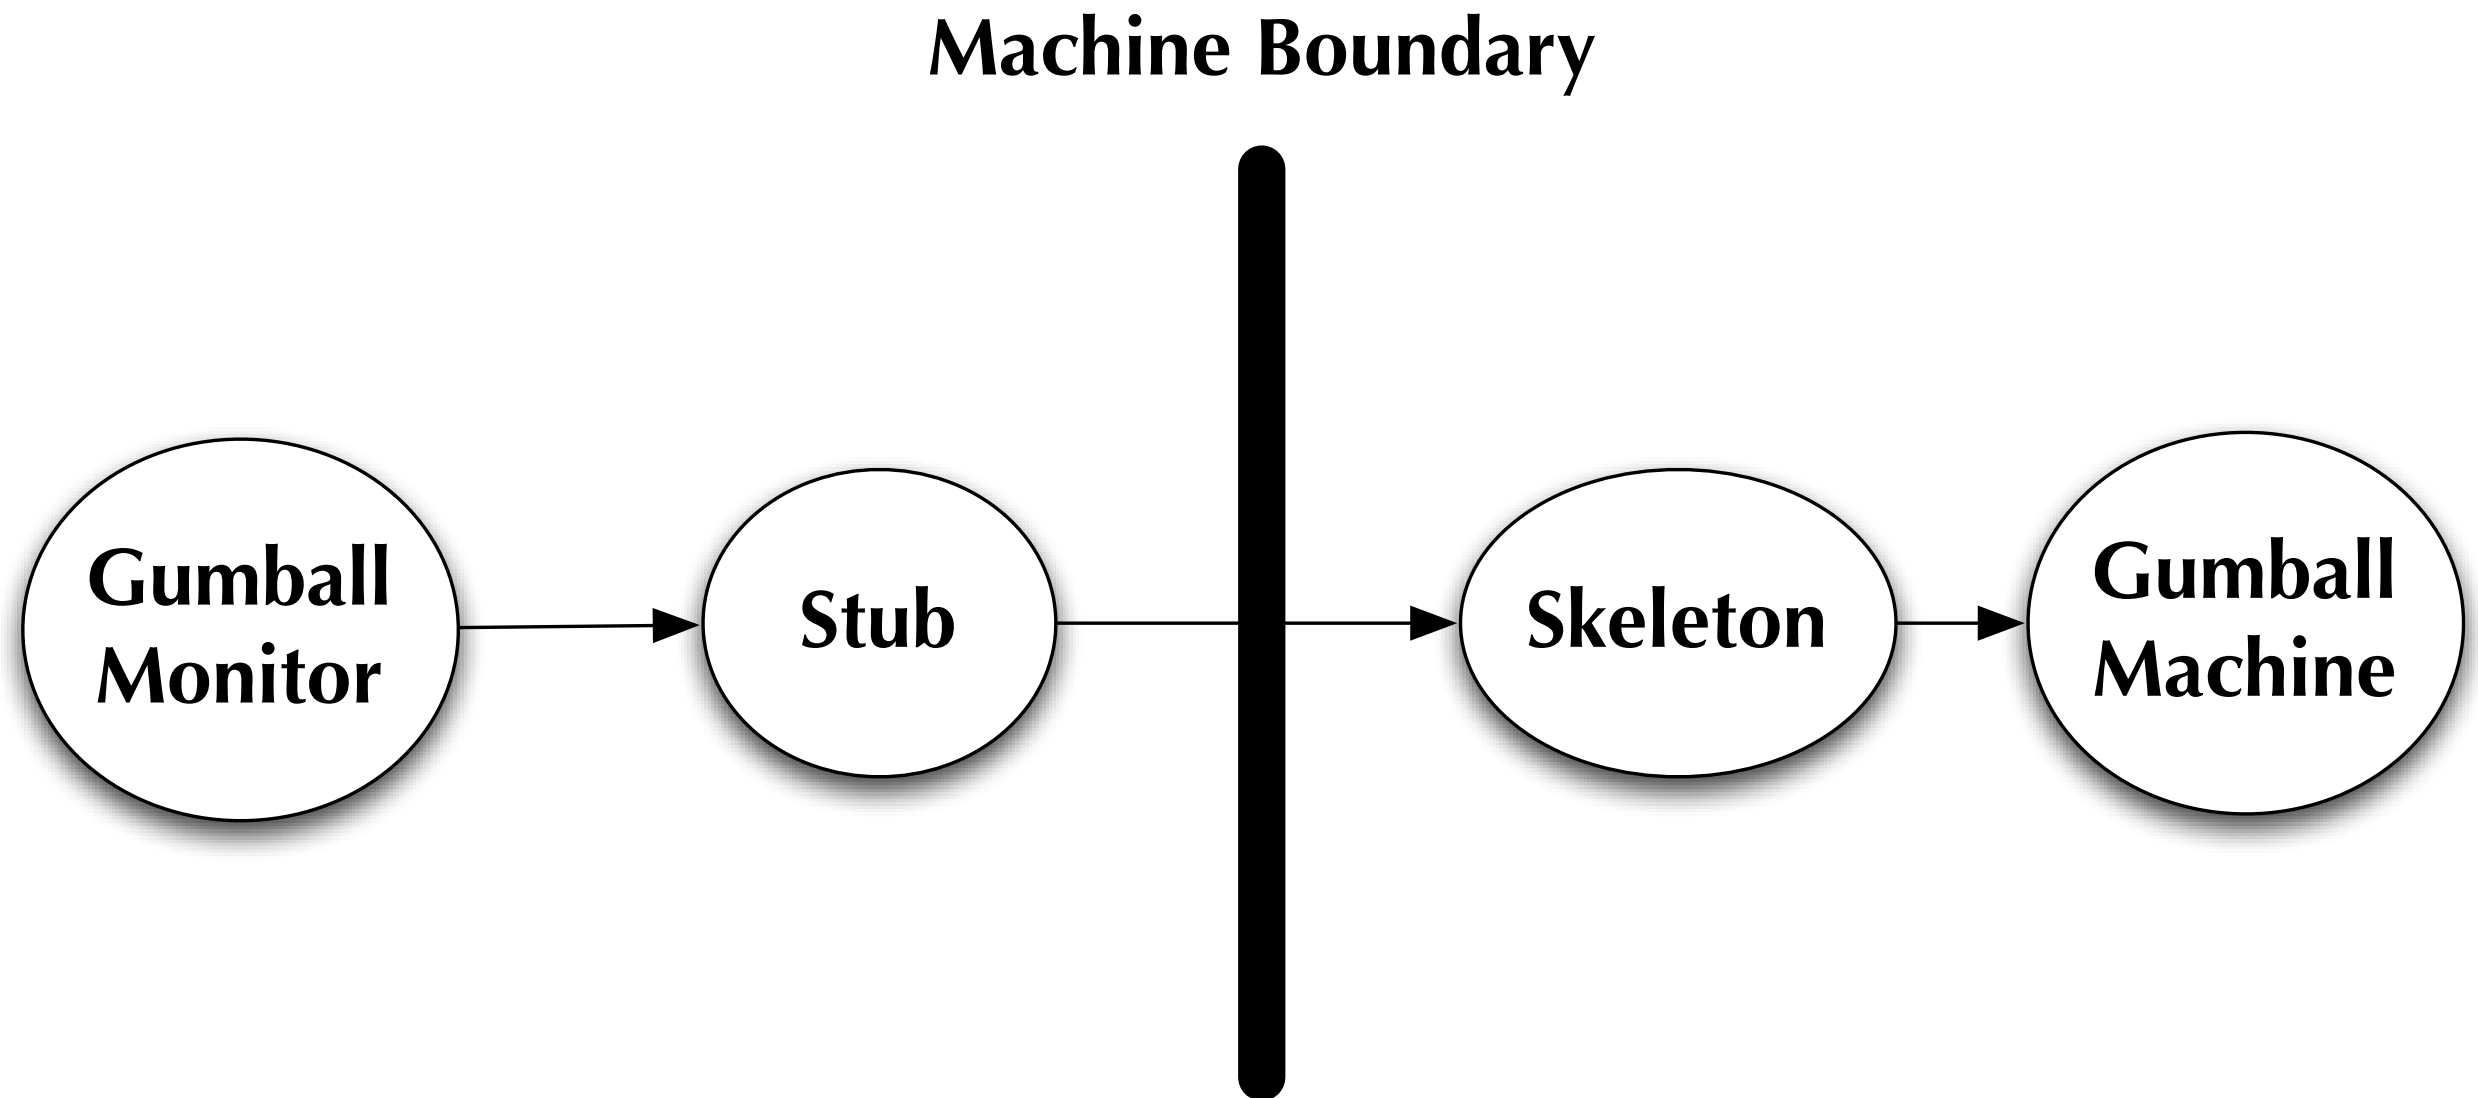 Machine Boundary
Gumball
Monitor
Stub
Skeleton
Gumball
Machine